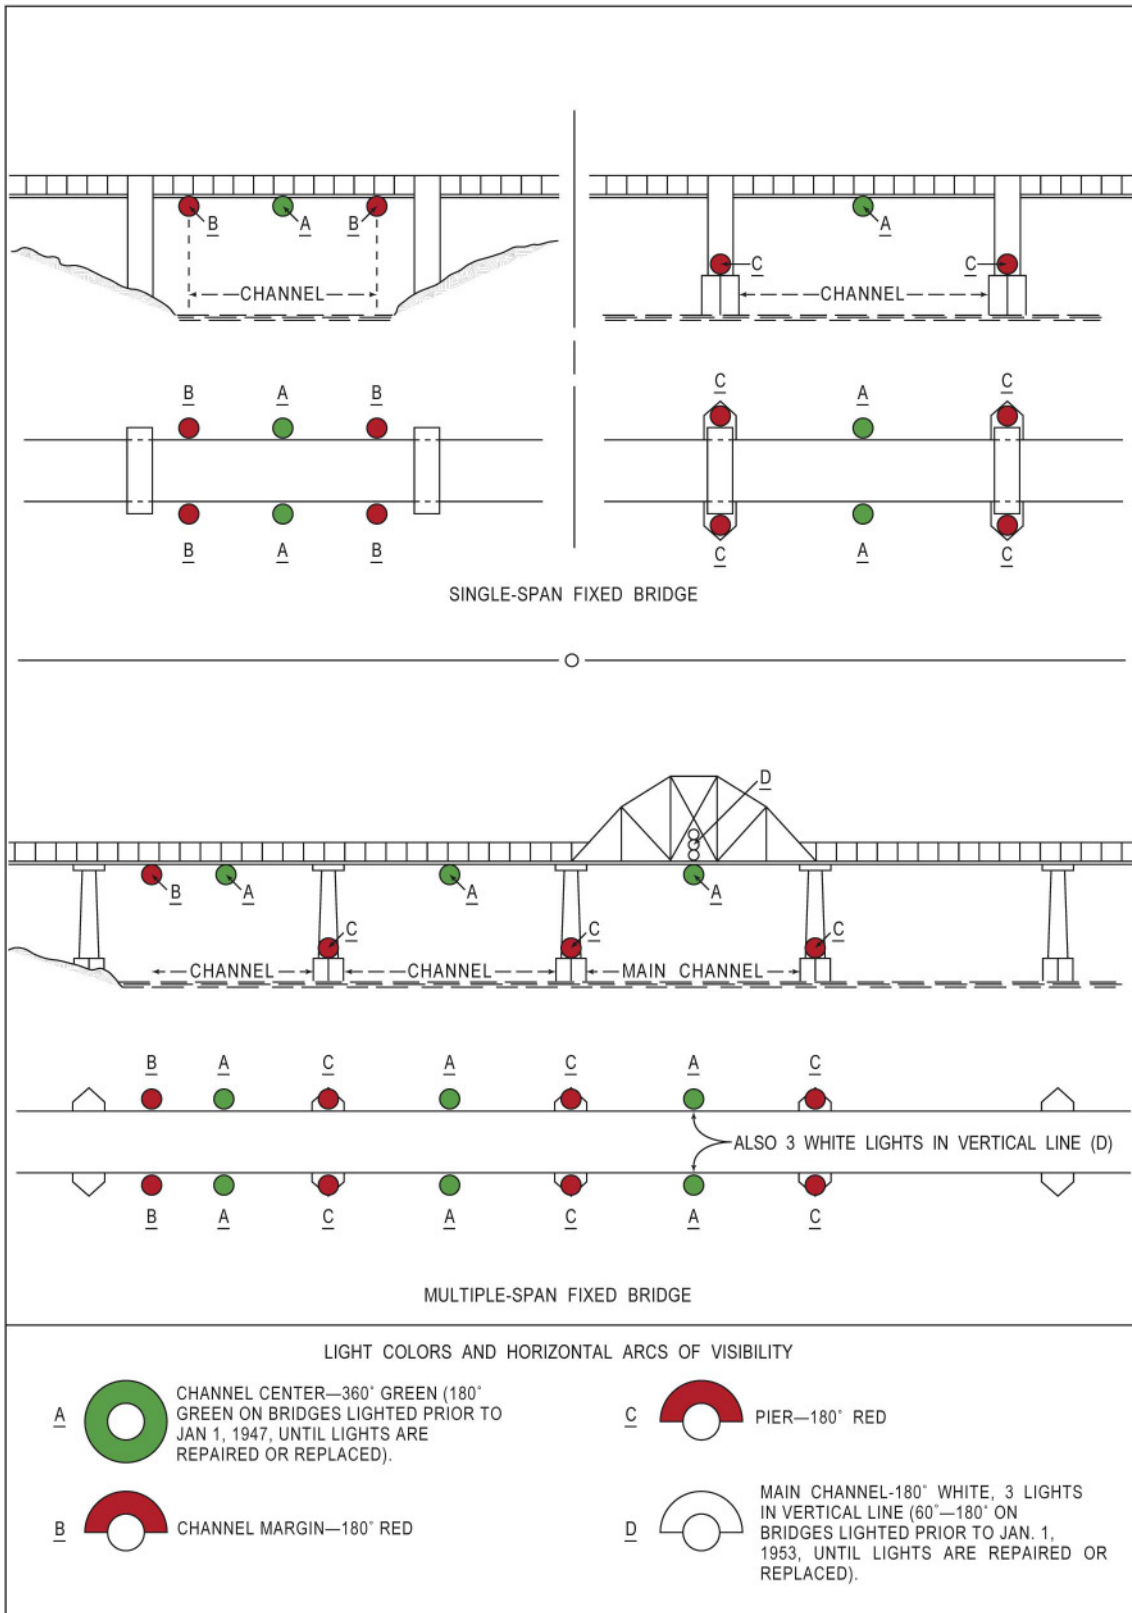 B
A
B
CHANNEL
A
C
C
CHANNEL
B
A
B
B
A
B
C
A
C
C
A
C
SINGLE-SPAN FIXED BRIDGE
D
B
A
A
A
C
C
C
CHANNEL
CHANNEL
MAIN CHANNEL
B
A
C
A
C
A
C
ALSO 3 WHITE LIGHTS IN VERTICAL LINE (D)
B
A
C
A
C
A
C
MULTIPLE-SPAN FIXED BRIDGE
LIGHT COLORS AND HORIZONTAL ARCS OF VISIBILITY
A
CHANNEL CENTER—360° GREEN (180°
GREEN ON BRIDGES LIGHTED PRIOR TO
JAN 1, 1947, UNTIL LIGHTS ARE
REPAIRED OR REPLACED).
B
CHANNEL MARGIN—180° RED
C
PIER—180° RED
D
MAIN CHANNEL-180° WHITE, 3 LIGHTS
IN VERTICAL LINE (60°—180° ON
BRIDGES LIGHTED PRIOR TO JAN. 1,
1953, UNTIL LIGHTS ARE REPAIRED OR
REPLACED).